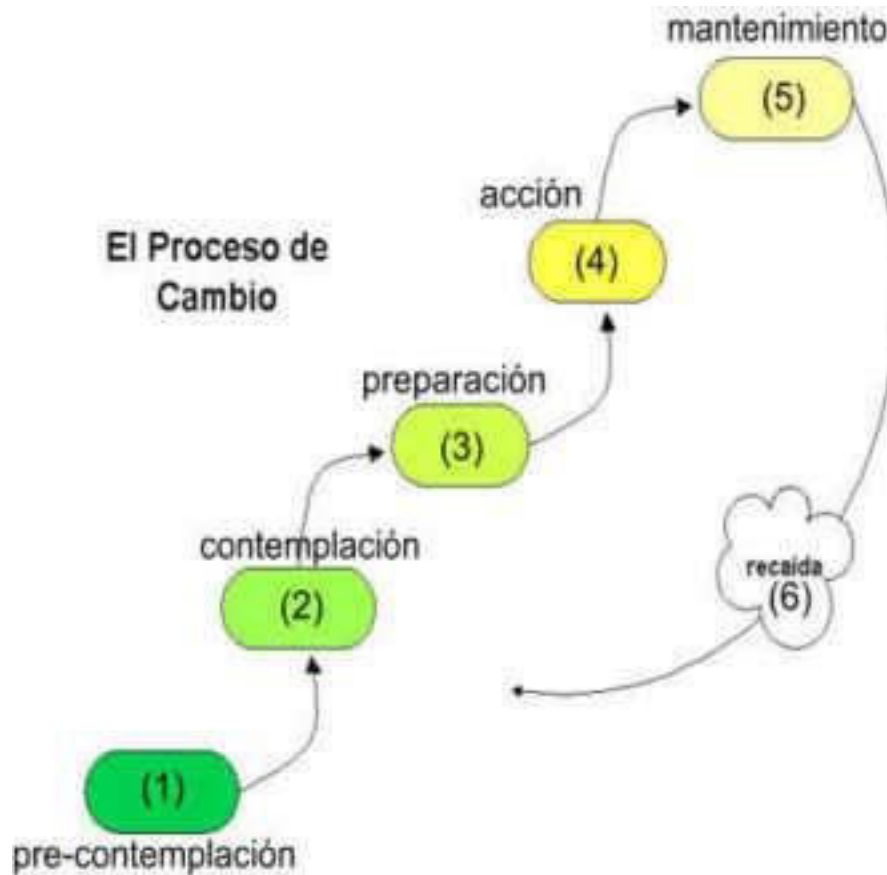 mantenimiento
(5)
acción
(4)
El Proceso de
Cambio
preparación
(3)
contemplación
(2)
recaída
(6)
(1)
pre-contemplación